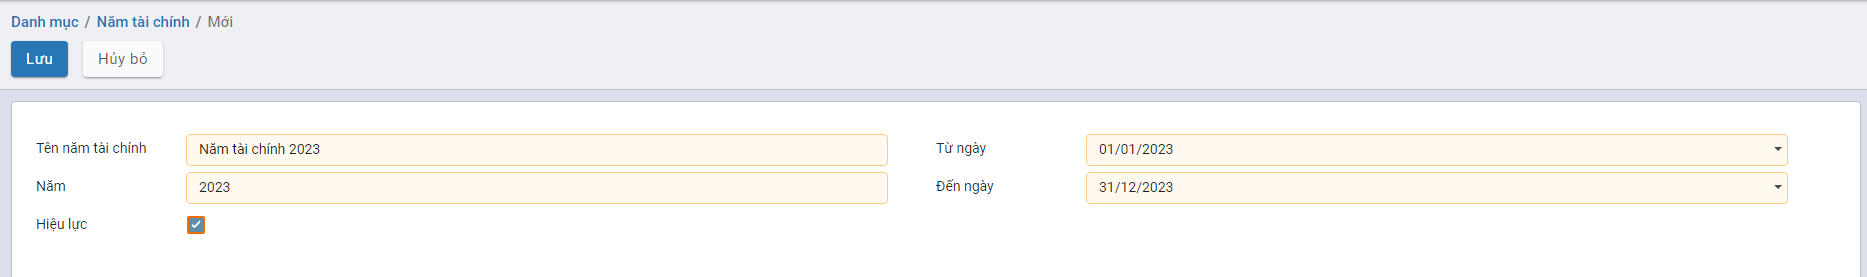 Danh mục / Năm tài chính / Mới
Lưu Hủy bỏ
Tên năm tài chính Năm tài chính 2023 Từ ngày 01/01/2023
Năm 2023 Đến ngày 31/12/2023
Hiệu lực